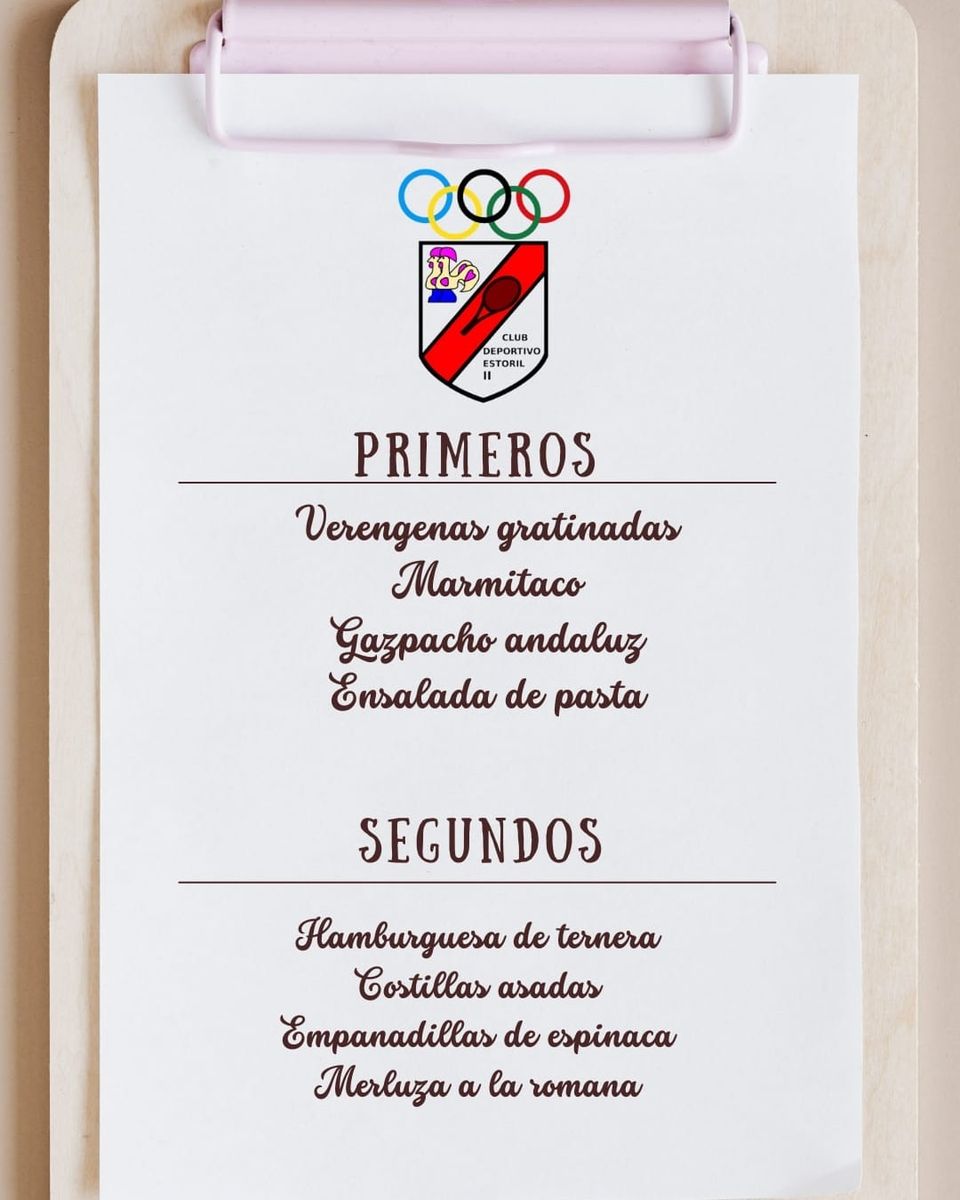 CLUB
DEPORTIVO
ESTORIL
II
PRIMEROS
Verengenas gratinadas
Marmitaco
Gazpacho andaluz
Ensalada de pasta
SEGUNDOS
Hamburguesa de ternera
Costillas asadas
Empanadillas de espinaca
Merluza a la romana